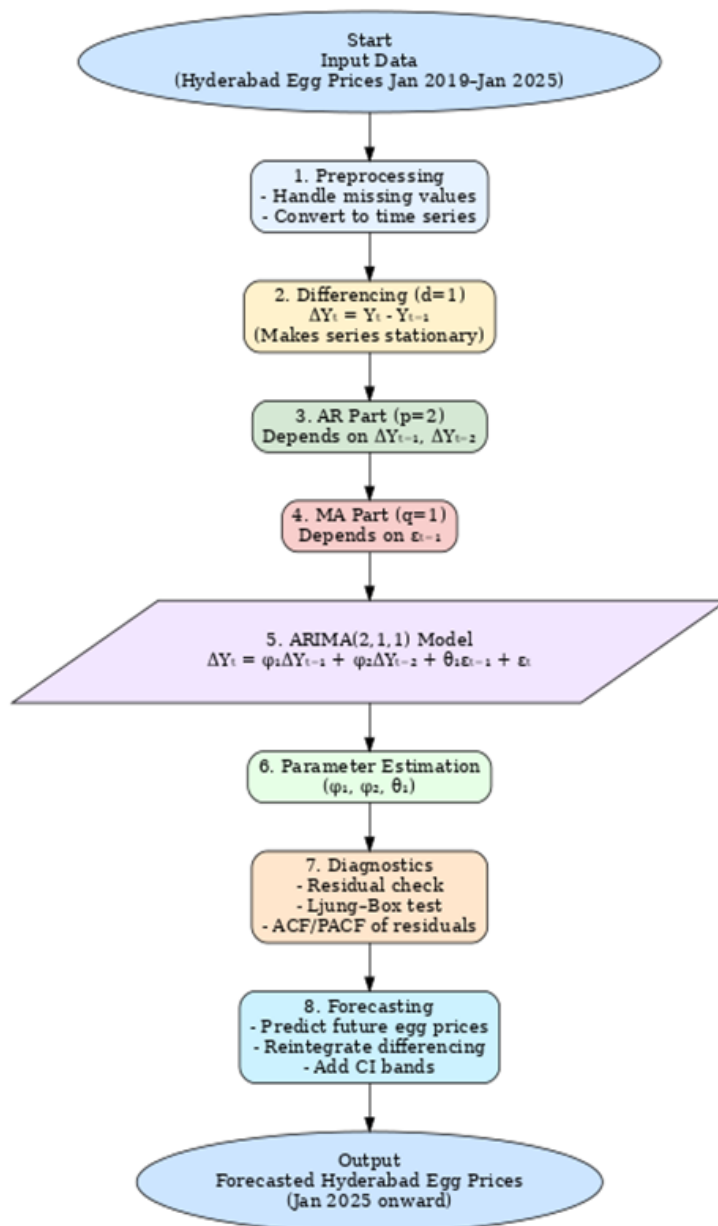 Start
Input Data
(Hyderabad Egg Prices Jan 2019–Jan 2025)
1. Preprocessing
- Handle missing values
- Convert to time series
2. Differencing (d=1)
ΔYₜ = Yₜ - Yₜ₋₁
(Makes series stationary)
3. AR Part (p=2)
Depends on ΔYₜ₋₁, ΔYₜ₋₂
4. MA Part (q=1)
Depends on εₜ₋₁
5. ARIMA(2,1,1) Model
ΔYₜ = φ₁ΔYₜ₋₁ + φ₂ΔYₜ₋₂ + θ₁εₜ₋₁ + εₜ
6. Parameter Estimation
(φ₁, φ₂, θ₁)
7. Diagnostics
- Residual check
- Ljung–Box test
- ACF/PACF of residuals
8. Forecasting
- Predict future egg prices
- Reintegrate differencing
- Add CI bands
Output
Forecasted Hyderabad Egg Prices
(Jan 2025 onward)